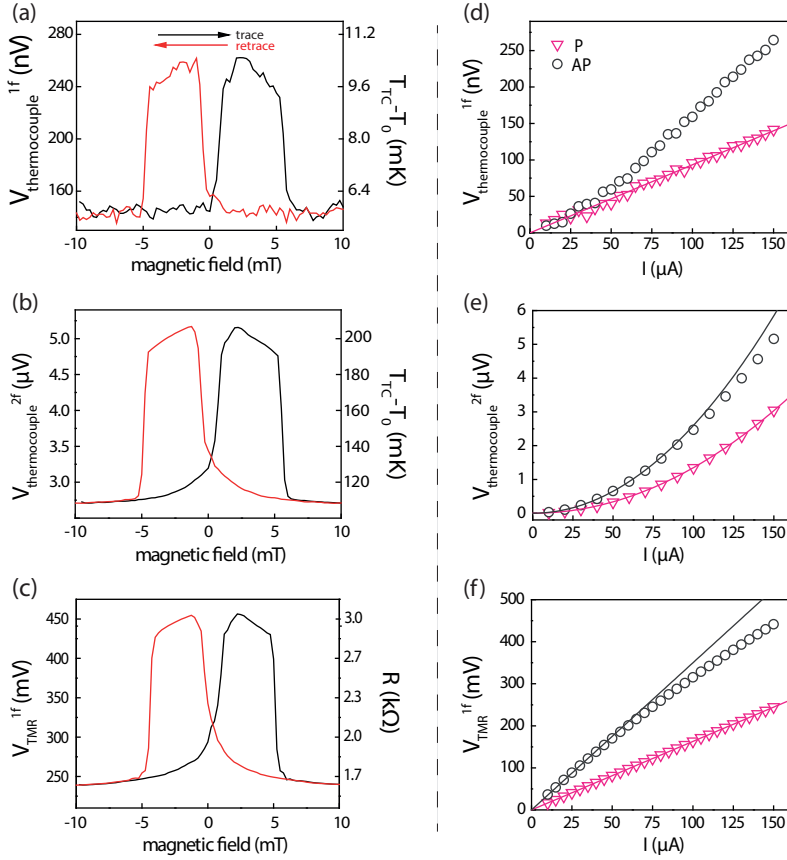 (a)
trace
retrace
V_thermocouple^1f (nV)
300
260
220
180
140
11.2
9.6
8.0
6.4
T_TC-T_0 (mK)
-10 -5 0 5 10
magnetic field (mT)
(b)
V_thermocouple^2f (µV)
5.0
4.5
4.0
3.5
3.0
200
180
160
140
120
T_TC-T_0 (mK)
-10 -5 0 5 10
magnetic field (mT)
(c)
V_TMR^1f (mV)
450
400
350
300
250
3.0
2.7
2.3
2.0
1.7
R (kΩ)
-10 -5 0 5 10
magnetic field (mT)
(d)
P
AP
V_thermocouple^1f (nV)
300
250
200
150
100
50
0
0 25 50 75 100 125 150
I (µA)
(e)
V_thermocouple^2f (µV)
6
5
4
3
2
1
0
0 25 50 75 100 125 150
I (µA)
(f)
V_TMR^1f (mV)
500
400
300
200
100
0
0 25 50 75 100 125 150
I (µA)